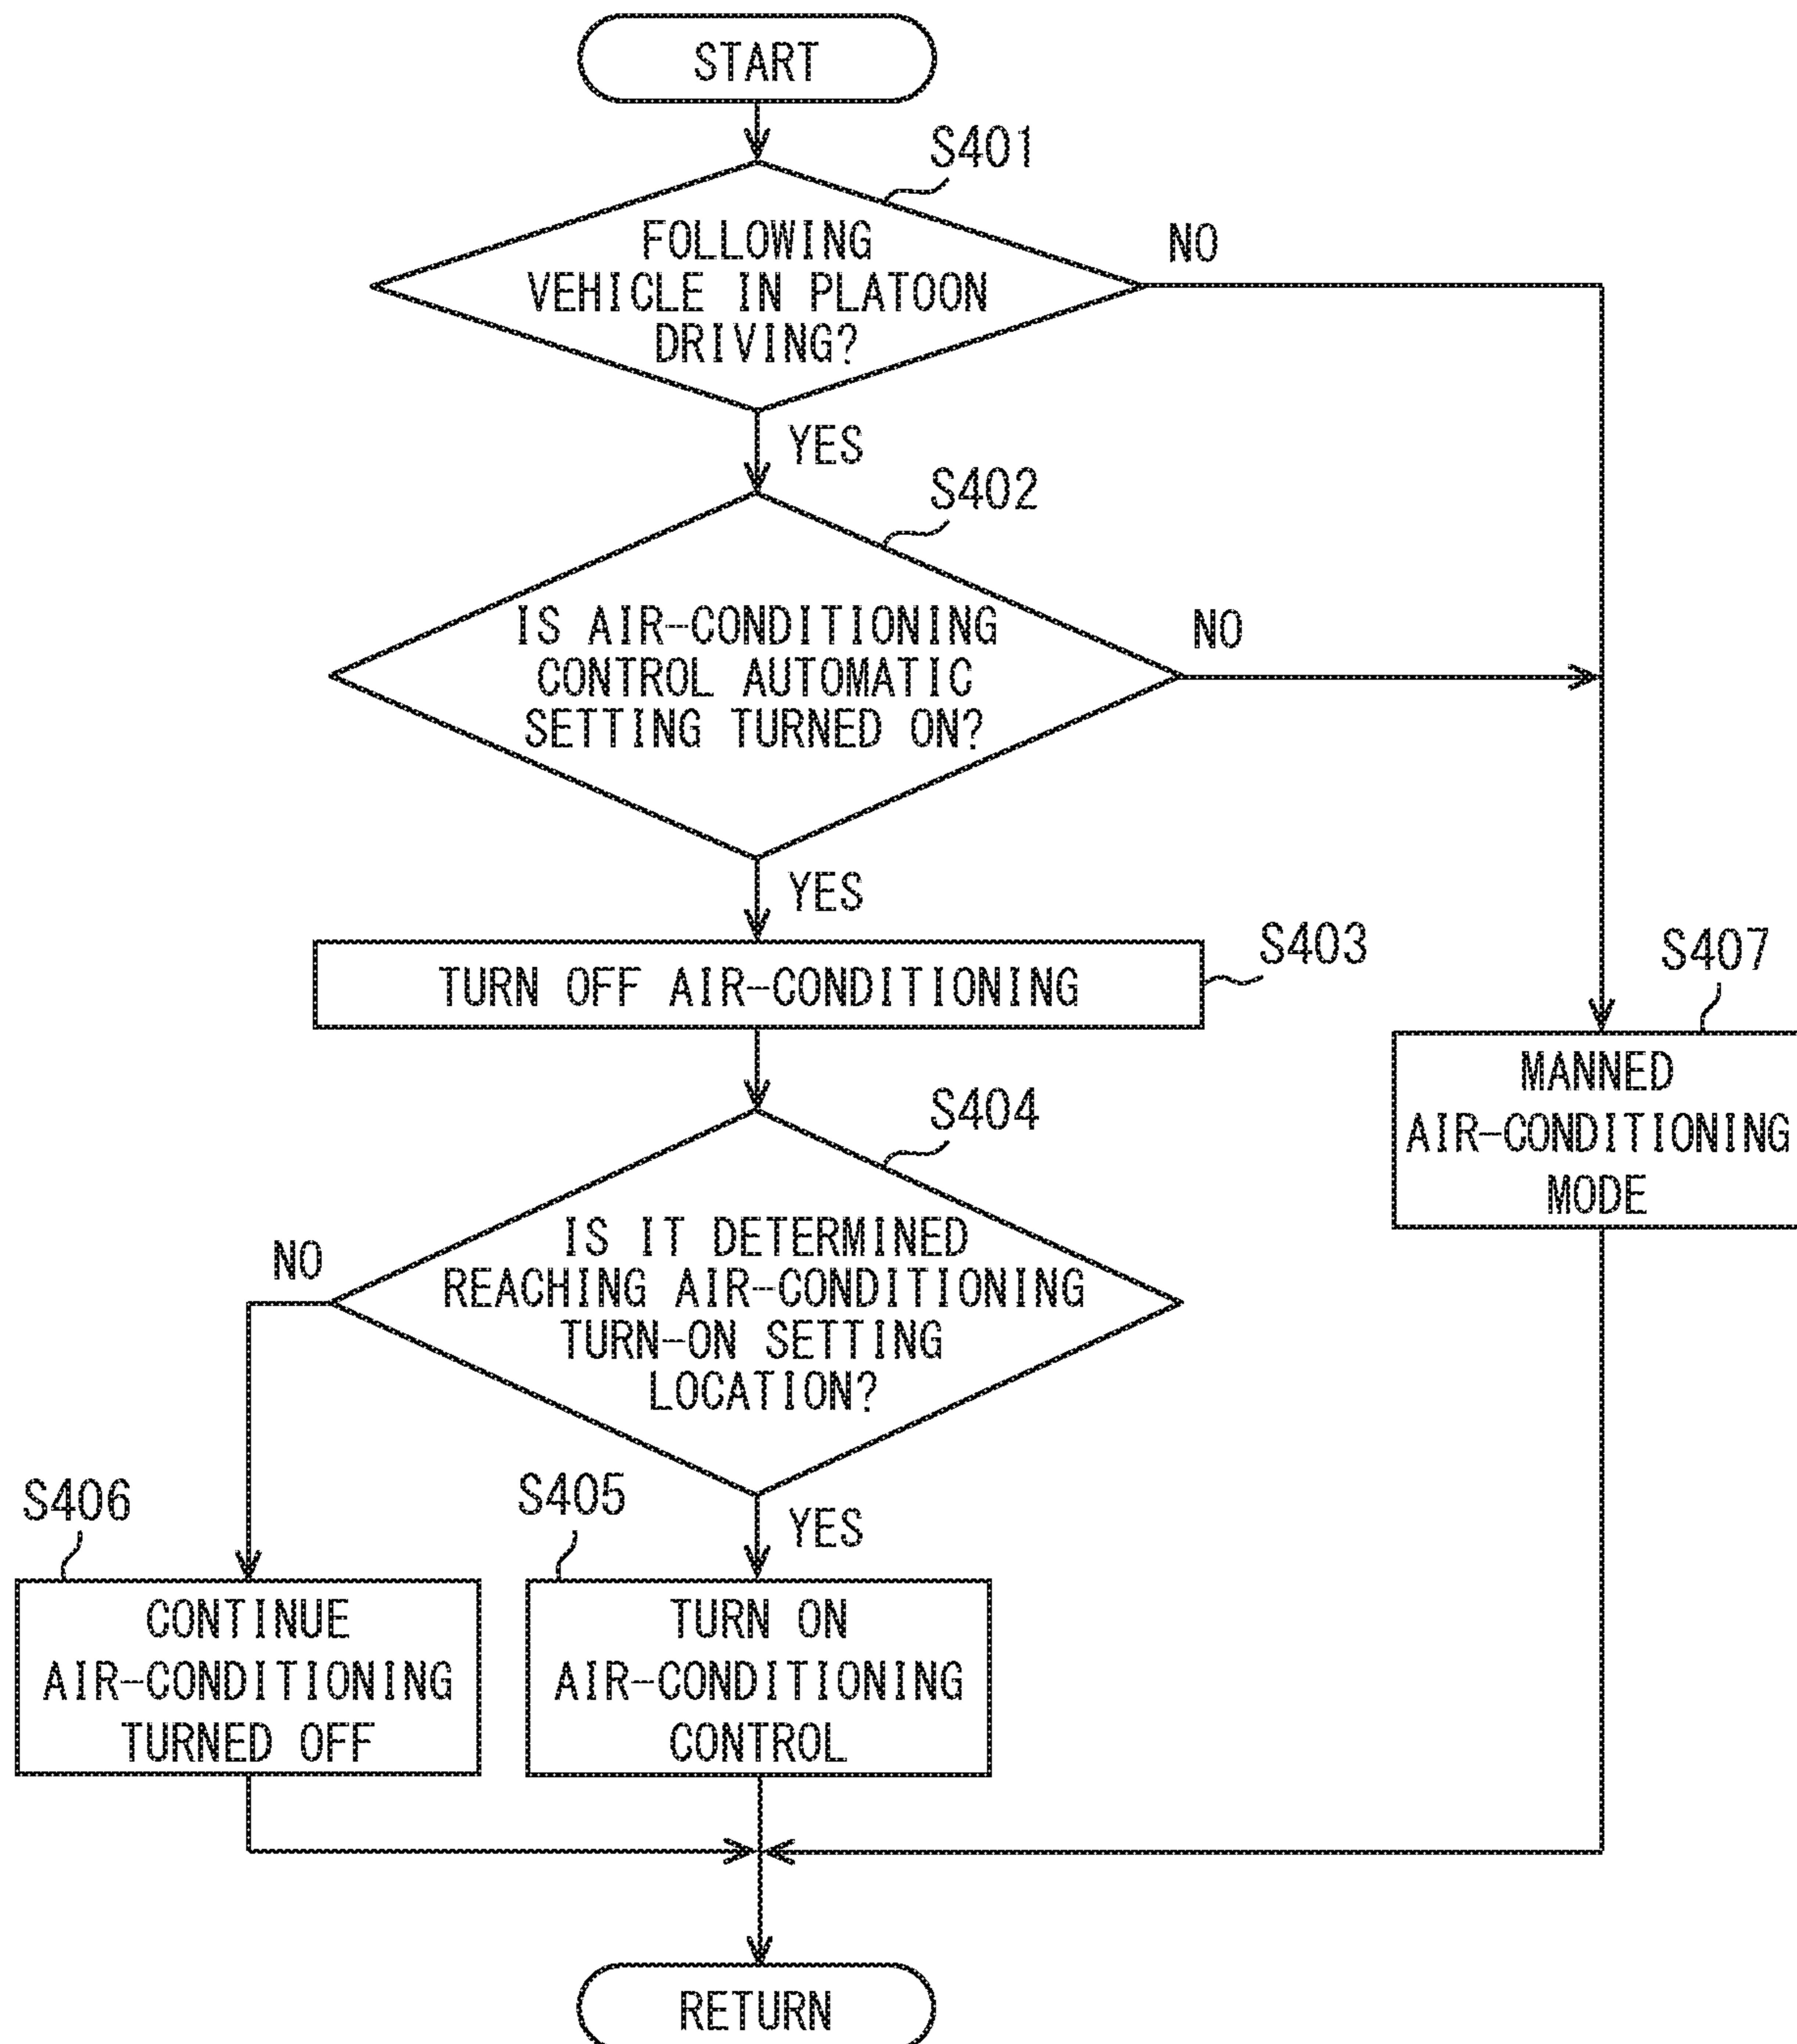 START
S401
FOLLOWING
VEHICLE IN PLATOON
DRIVING?
NO
YES
S402
IS AIR-CONDITIONING
CONTROL AUTOMATIC
SETTING TURNED ON?
NO
YES
S403
TURN OFF AIR-CONDITIONING
S407
MANNED
AIR-CONDITIONING
MODE
S404
IS IT DETERMINED
REACHING AIR-CONDITIONING
TURN-ON SETTING
LOCATION?
NO
YES
S406
CONTINUE
AIR-CONDITIONING
TURNED OFF
S405
TURN ON
AIR-CONDITIONING
CONTROL
RETURN